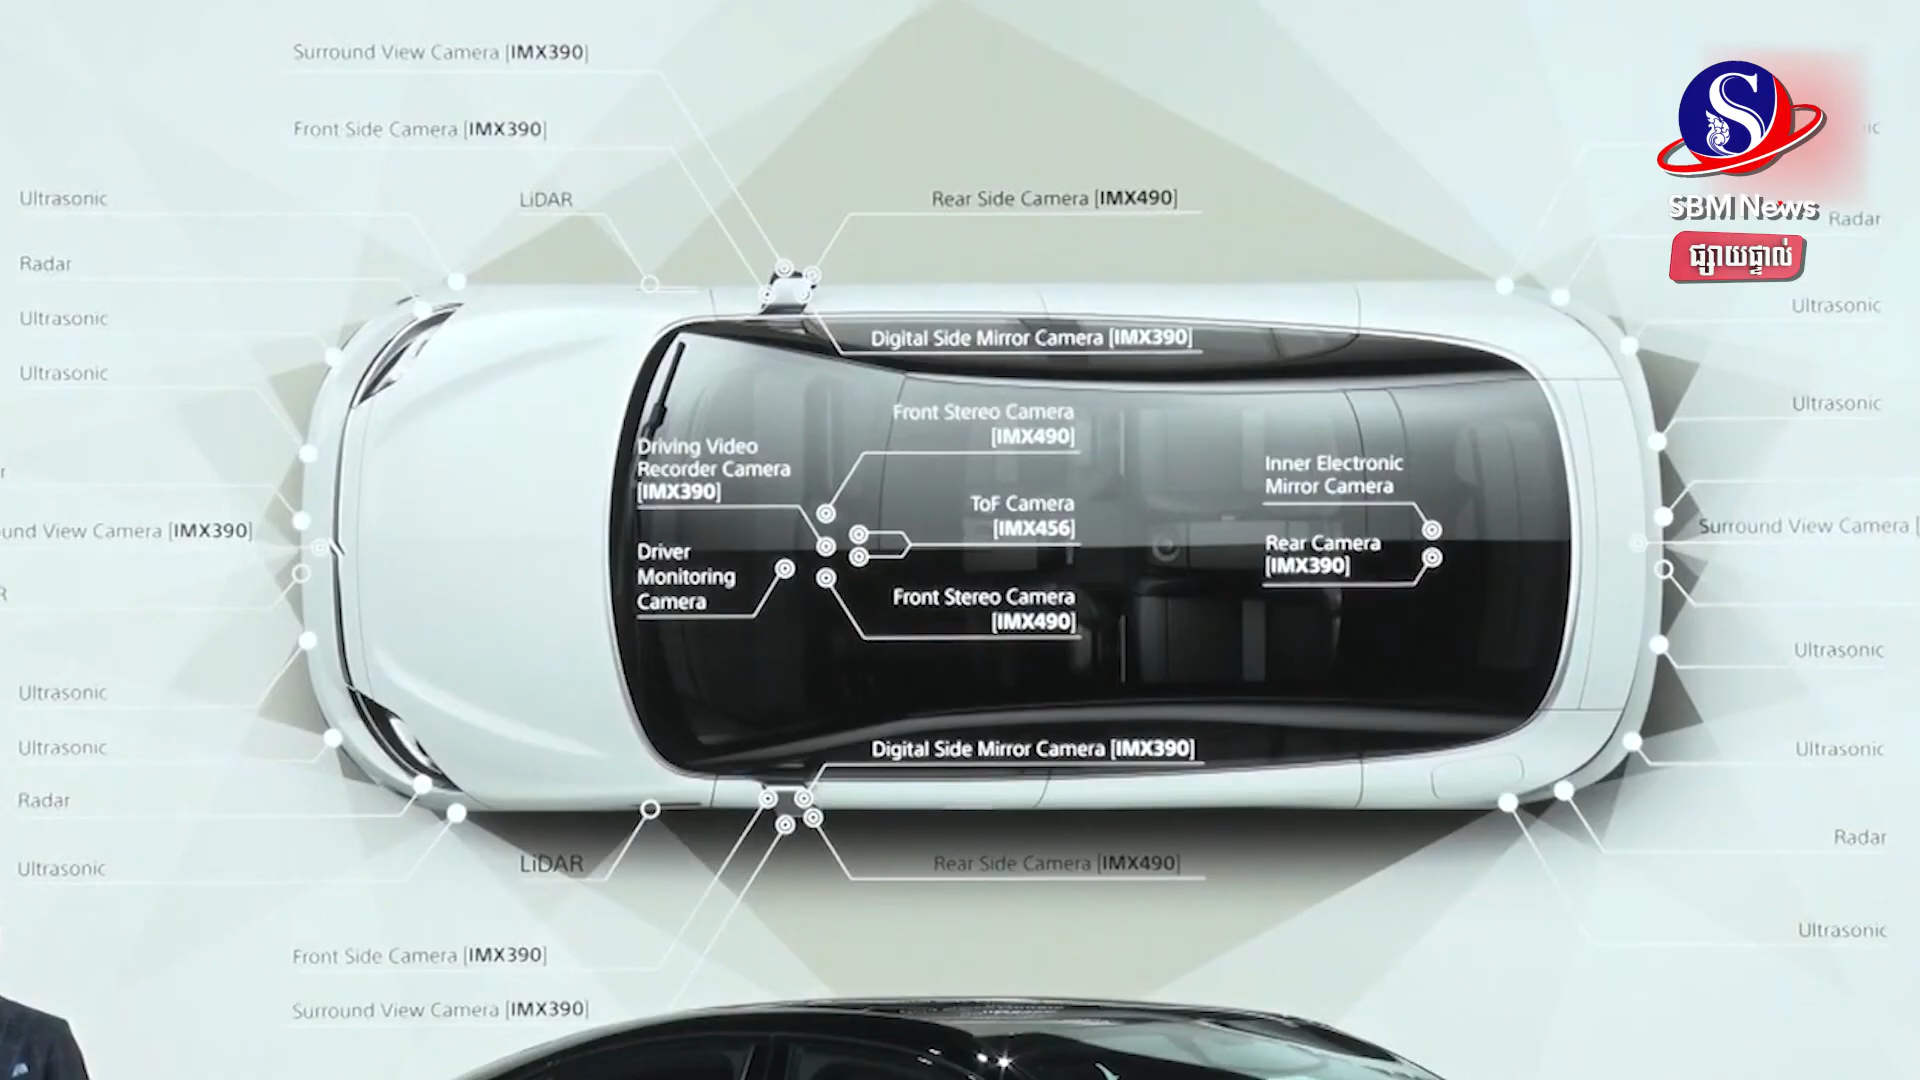 Surround View Camera [IMX390]
Front Side Camera [IMX390]
Ultrasonic
LiDAR
Rear Side Camera [IMX490]
SBM News
Radar
ផ្សាយផ្ទាល់
Radar
Ultrasonic
Ultrasonic
Digital Side Mirror Camera [IMX390]
Ultrasonic
Ultrasonic
Front Stereo Camera
[IMX490]
Driving Video
Recorder Camera
[IMX390]
Inner Electronic
Mirror Camera
ToF Camera
[IMX456]
View Camera [IMX390]
Surround View Camera [
Rear Camera
[IMX390]
Driver
Monitoring
Camera
Front Stereo Camera
[IMX490]
Ultrasonic
Ultrasonic
Ultrasonic
Digital Side Mirror Camera [IMX390]
Ultrasonic
Radar
Radar
Ultrasonic
LiDAR
Rear Side Camera [IMX490]
Ultrasonic
Front Side Camera [IMX390]
Surround View Camera [IMX390]